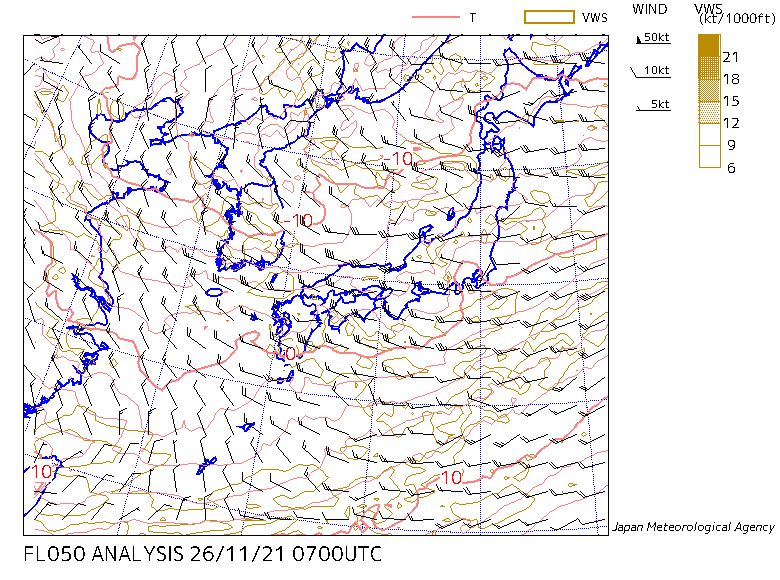 T
VWS
WIND
50kt
10kt
5kt
VWS
(kt/1000ft)
21
18
15
12
9
6
-10
-10
10
10
Japan Meteorological Agency
FL050 ANALYSIS 26/11/21 0700UTC